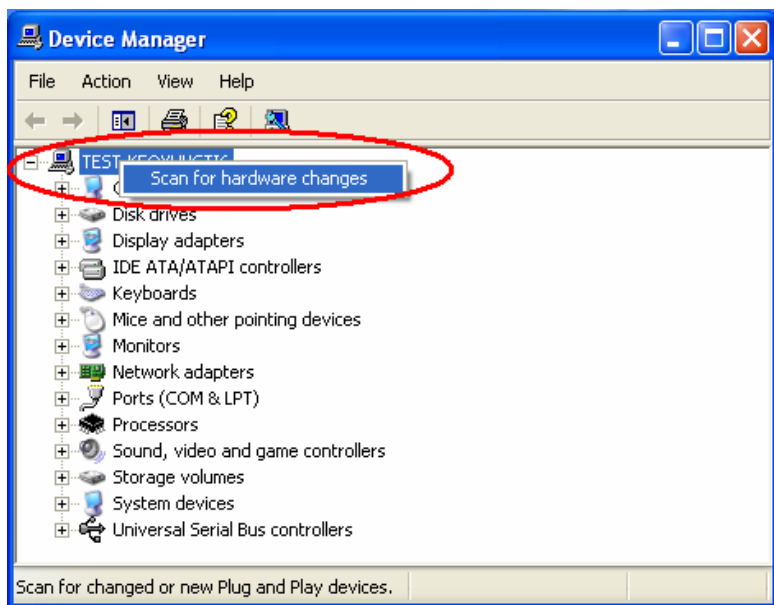 Device Manager
File Action View Help
TEST
Scan for hardware changes
Disk drives
Display adapters
IDE ATA/ATAPI controllers
Keyboards
Mice and other pointing devices
Monitors
Network adapters
Ports (COM & LPT)
Processors
Sound, video and game controllers
Storage volumes
System devices
Universal Serial Bus controllers
Scan for changed or new Plug and Play devices.